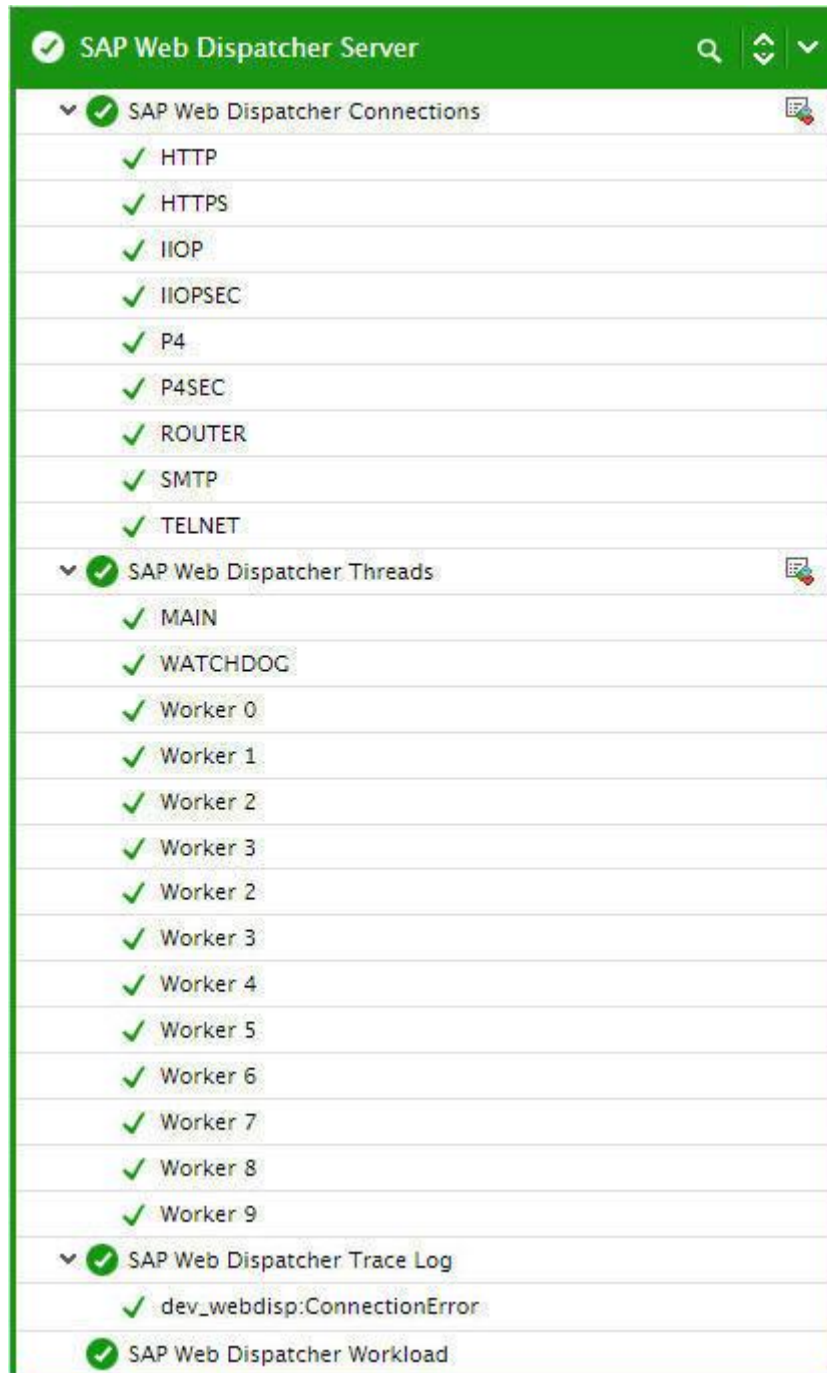 SAP Web Dispatcher Server
SAP Web Dispatcher Connections
HTTP
HTTPS
IIOP
IIOPSEC
P4
P4SEC
ROUTER
SMTP
TELNET
SAP Web Dispatcher Threads
MAIN
WATCHDOG
Worker 0
Worker 1
Worker 2
Worker 3
Worker 2
Worker 3
Worker 4
Worker 5
Worker 6
Worker 7
Worker 8
Worker 9
SAP Web Dispatcher Trace Log
dev_webdisp:ConnectionError
SAP Web Dispatcher Workload